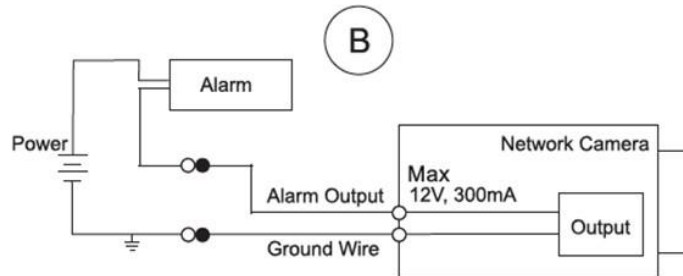 B
Alarm
Power
Network Camera
Max
12V, 300mA
Alarm Output
Output
Ground Wire